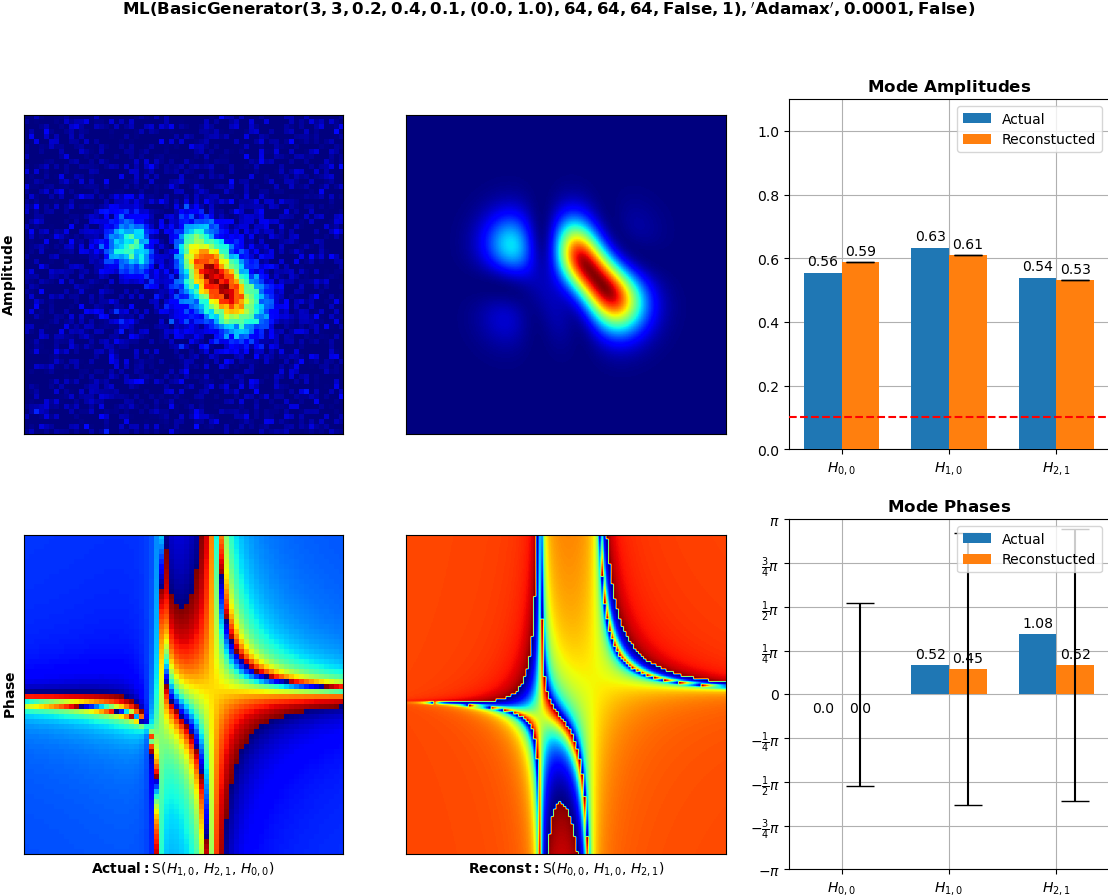 ML(BasicGenerator(3, 3, 0.2, 0.4, 0.1, (0.0, 1.0), 64, 64, 64, False, 1), ′Adamax′, 0.0001, False)
Amplitude
Mode Amplitudes
Actual
Reconstucted
1.0
0.8
0.6
0.4
0.2
0.0
0.56
0.59
0.63
0.61
0.54
0.53
H0,0
H1,0
H2,1
Phase
Actual: S(H1,0, H2,1, H0,0)
Reconst: S(H0,0, H1,0, H2,1)
Mode Phases
Actual
Reconstucted
π
3/4π
1/2π
1/4π
0
−1/4π
−1/2π
−3/4π
−π
0.0
0.0
0.52
0.45
1.08
0.52
H0,0
H1,0
H2,1